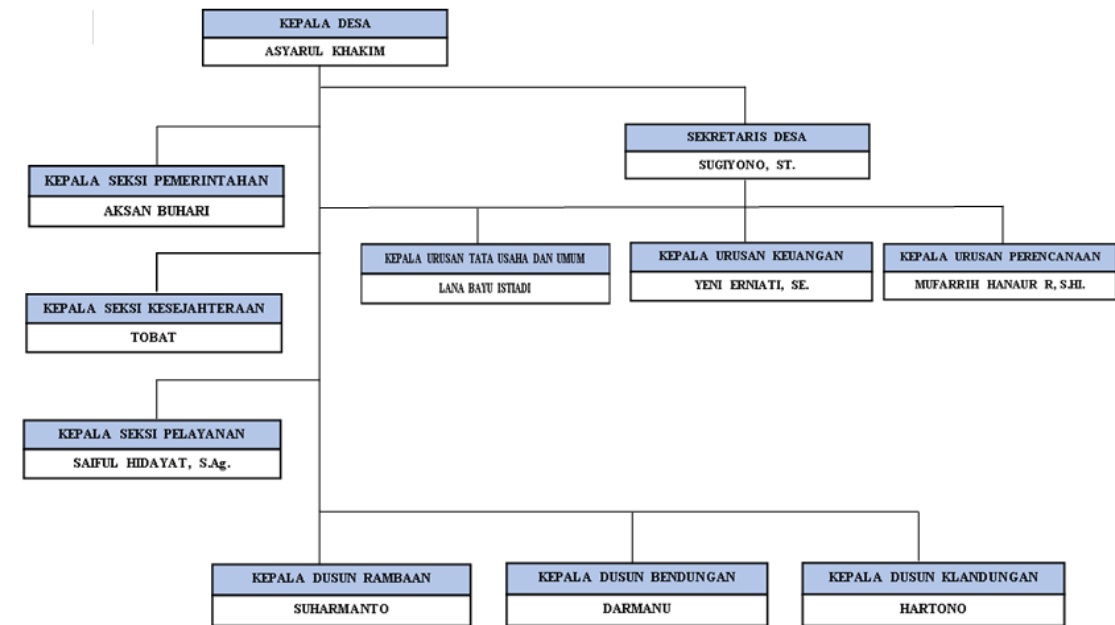 KEPALA DESA
ASYARUL KHAKIM
SEKRETARIS DESA
SUGIYONO, ST.
KEPALA SEKSI PEMERINTAHAN
AKSAN BUHARI
KEPALA URUSAN TATA USAHA DAN UMUM
LANA BAYU ISTIADI
KEPALA URUSAN KEUANGAN
YENI ERNIATI, SE.
KEPALA URUSAN PERENCANAAN
MUFARRIH HANAUR R, S.HI.
KEPALA SEKSI KESEJAHTERAAN
TOBAT
KEPALA SEKSI PELAYANAN
SAIFUL HIDAYAT, S.Ag.
KEPALA DUSUN RAMBAAN
SUHARMANTO
KEPALA DUSUN BENDUNGAN
DARMANU
KEPALA DUSUN KLANDUNGAN
HARTONO